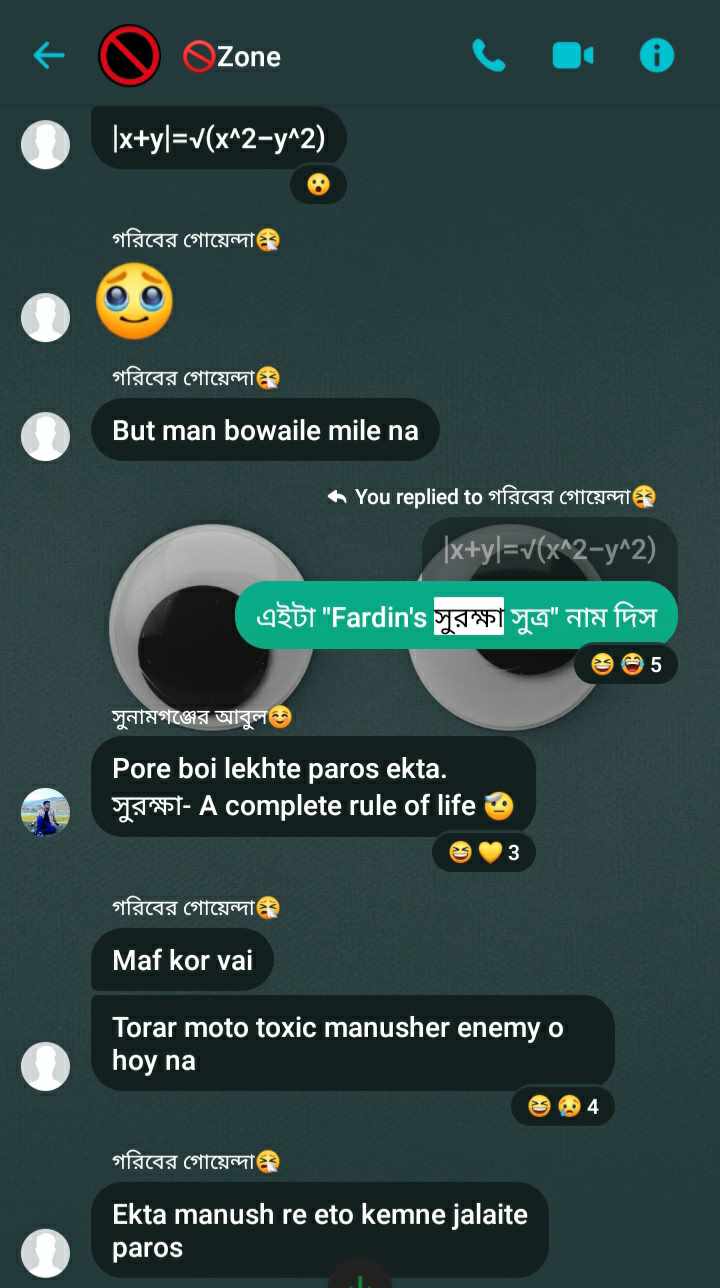 🚫Zone
|x+y|=√(x^2−y^2)
গরিবের গোয়েন্দা
গরিবের গোয়েন্দা
But man bowaile mile na
You replied to গরিবের গোয়েন্দা
|x+y|=√(x^2−y^2)
এইটা "Fardin's সুরক্ষা সুত্র" নাম দিস
5
সুনামগঞ্জের আবুল
Pore boi lekhte paros ekta.
সুরক্ষা- A complete rule of life
3
গরিবের গোয়েন্দা
Maf kor vai
Torar moto toxic manusher enemy o
hoy na
4
গরিবের গোয়েন্দা
Ekta manush re eto kemne jalaite
paros